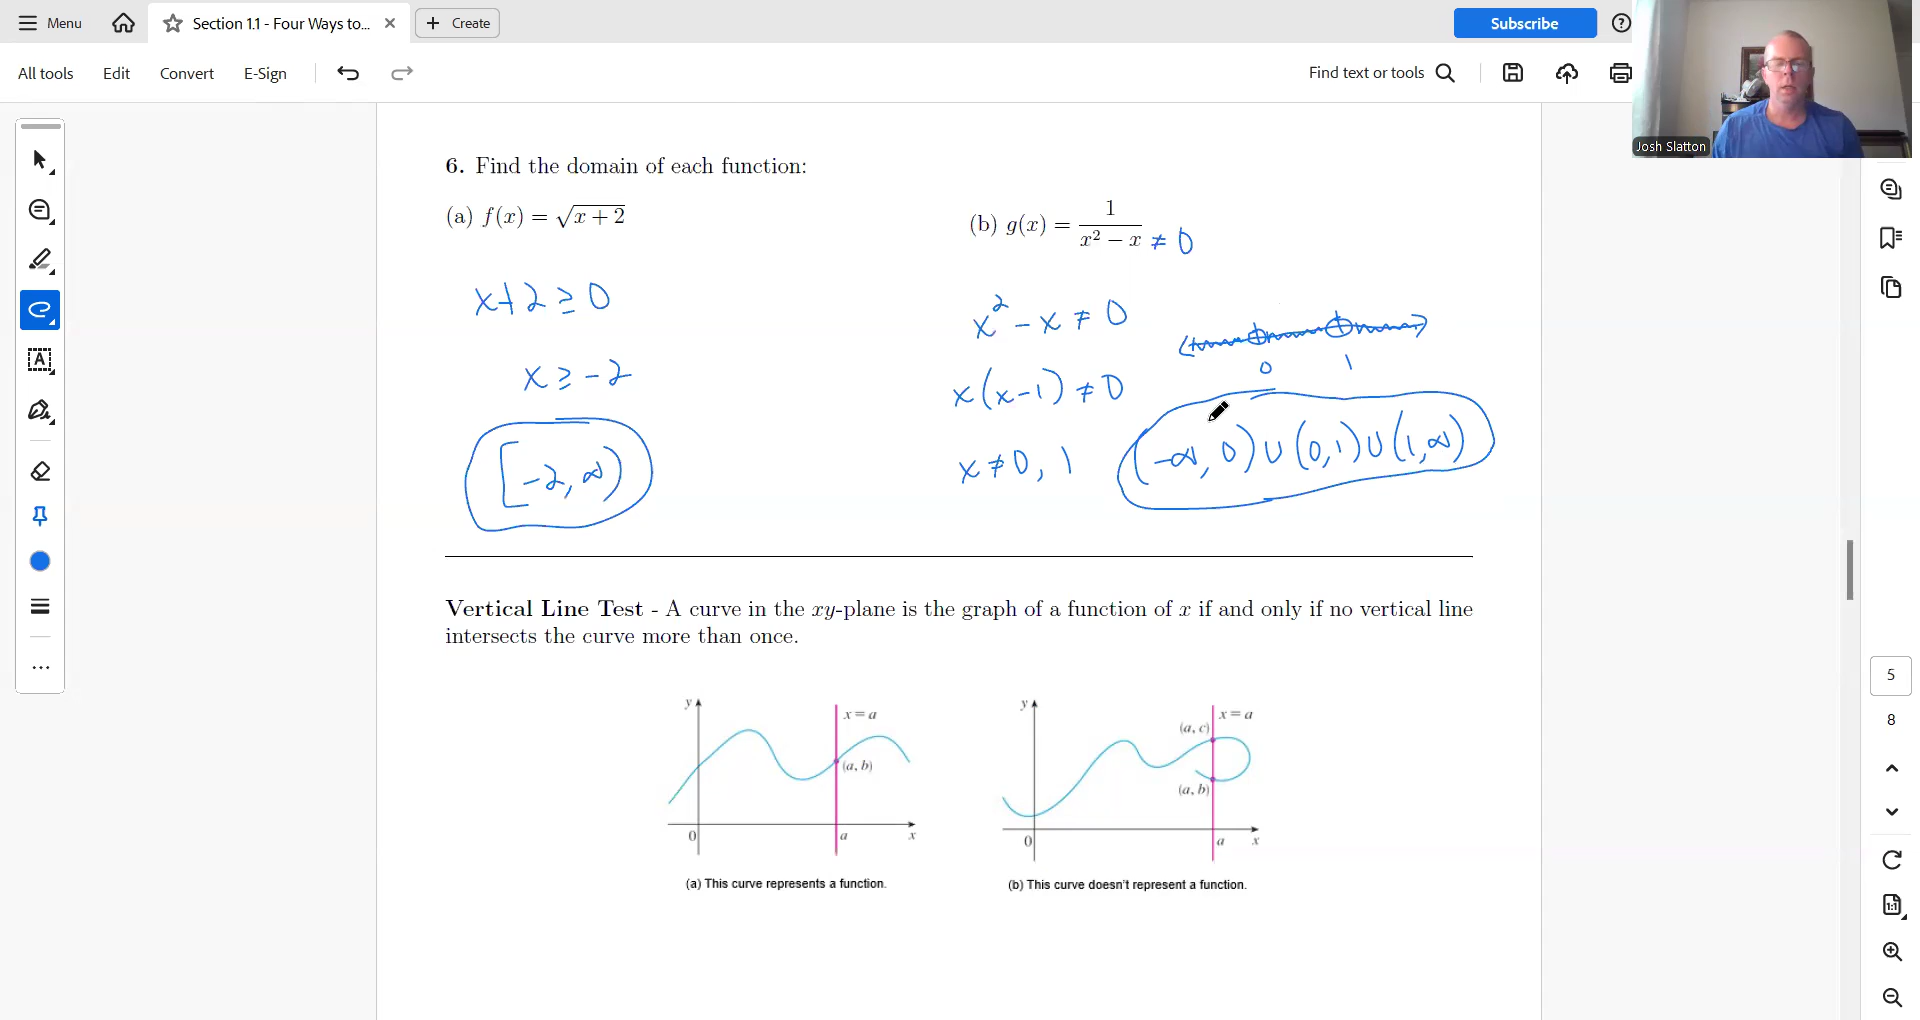 Menu
Section 1.1 - Four Ways to...
Create
Subscribe
All tools
Edit
Convert
E-Sign
Find text or tools
Josh Slatton
6. Find the domain of each function:
(a) f(x) = √(x + 2)
(b) g(x) = 1 / (x² − x) ≠ 0
x+2 ≥ 0
x ≥ -2
[-2, ∞)
x² - x ≠ 0
x(x-1) ≠ 0
x ≠ 0, 1
0 1
(-∞, 0) ∪ (0, 1) ∪ (1, ∞)
Vertical Line Test - A curve in the xy-plane is the graph of a function of x if and only if no vertical line
intersects the curve more than once.
y
x = a
(a, b)
0
a
x
(a) This curve represents a function.
y
(a, c)
x = a
(a, b)
0
a
x
(b) This curve doesn't represent a function.
5
8
1:1
A